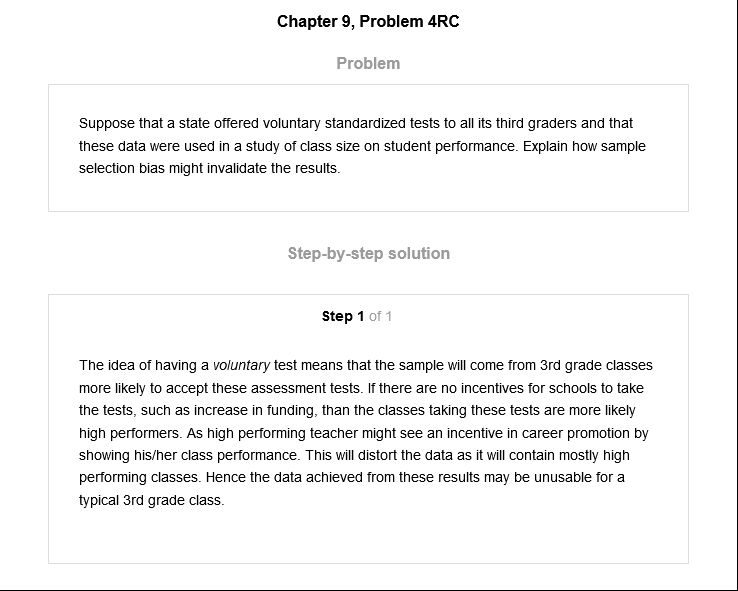 Chapter 9, Problem 4RC
Problem
Suppose that a state offered voluntary standardized tests to all its third graders and that
these data were used in a study of class size on student performance. Explain how sample
selection bias might invalidate the results.
Step-by-step solution
Step 1 of 1
The idea of having a voluntary test means that the sample will come from 3rd grade classes
more likely to accept these assessment tests. If there are no incentives for schools to take
the tests, such as increase in funding, than the classes taking these tests are more likely
high performers. As high performing teacher might see an incentive in career promotion by
showing his/her class performance. This will distort the data as it will contain mostly high
performing classes. Hence the data achieved from these results may be unusable for a
typical 3rd grade class.